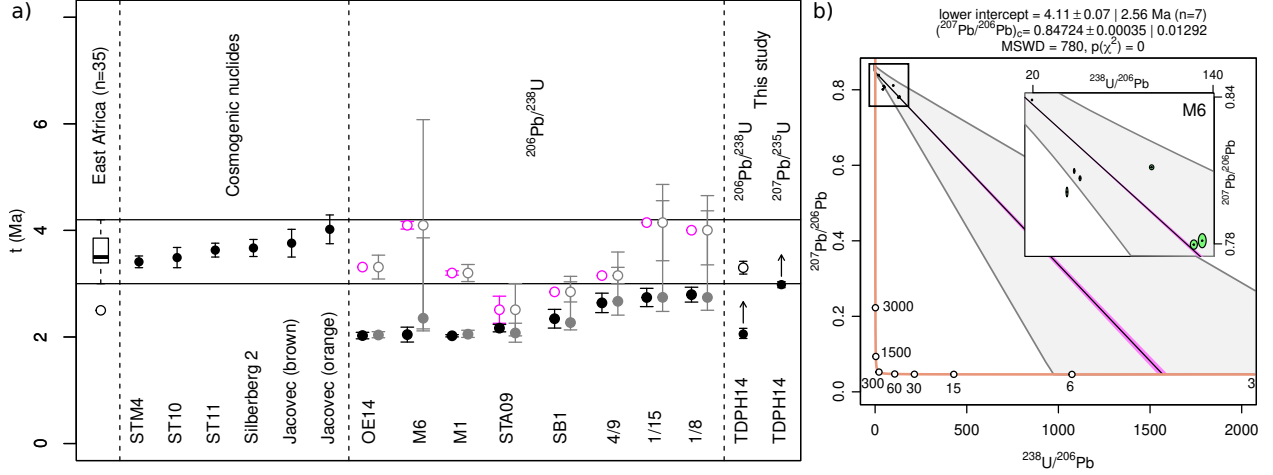 a)
t (Ma)
0
2
4
6
East Africa (n=35)
Cosmogenic nuclides
²⁰⁶Pb/²³⁸U
This study
²⁰⁶Pb/²³⁸U
²⁰⁷Pb/²³⁵U
STM4
ST10
ST11
Silberberg 2
Jacovec (brown)
Jacovec (orange)
OE14
M6
M1
STA09
SB1
4/9
1/15
1/8
TDPH14
TDPH14
b)
lower intercept = 4.11 ± 0.07 | 2.56 Ma (n=7)
(²⁰⁷Pb/²⁰⁶Pb)c= 0.84724 ± 0.00035 | 0.01292
MSWD = 780, p(χ²) = 0
²⁰⁷Pb/²⁰⁶Pb
0.0
0.2
0.4
0.6
0.8
20
²³⁸U/²⁰⁶Pb
140
M6
0.84
²⁰⁷Pb/²⁰⁶Pb
0.78
3000
1500
300
60
30
15
6
3
0
500
1000
1500
2000
²³⁸U/²⁰⁶Pb